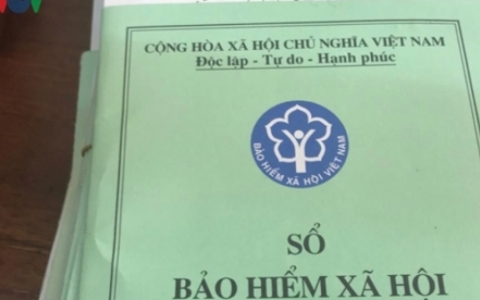 CỘNG HÒA XÃ HỘI CHỦ NGHĨA VIỆT NAM
Độc lập - Tự do - Hạnh phúc
BẢO HIỂM XÃ HỘI VIỆT NAM
SỔ
BẢO HIỂM XÃ HỘI